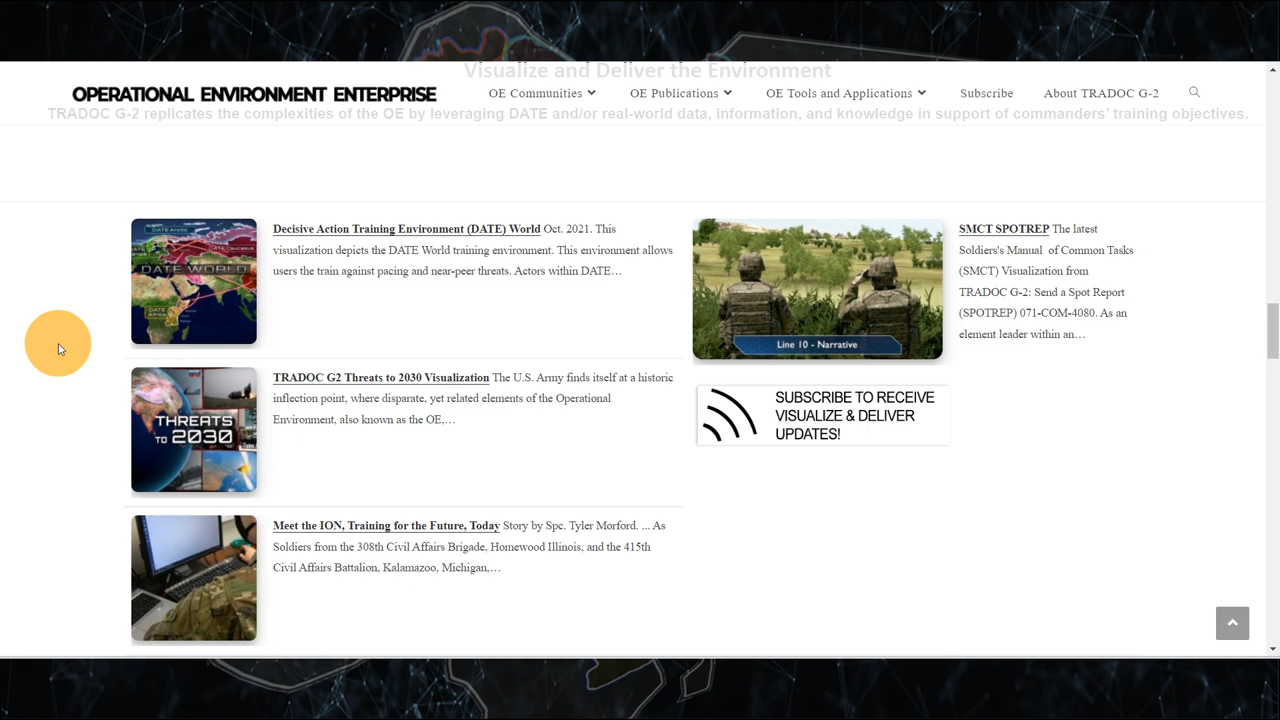 Visualize and Deliver the Environment
OPERATIONAL ENVIRONMENT ENTERPRISE
OE Communities
OE Publications
OE Tools and Applications
Subscribe
About TRADOC G-2
TRADOC G-2 replicates the complexities of the OE by leveraging DATE and/or real-world data, information, and knowledge in support of commanders' training objectives.
DATE WORLD
Decisive Action Training Environment (DATE) World Oct. 2021. This
visualization depicts the DATE World training environment. This environment allows
users the train against pacing and near-peer threats. Actors within DATE…
THREATS
TO 2030
TRADOC G2 Threats to 2030 Visualization The U.S. Army finds itself at a historic
inflection point, where disparate, yet related elements of the Operational
Environment, also known as the OE,…
Meet the ION, Training for the Future, Today Story by Spc. Tyler Morford. ... As
Soldiers from the 308th Civil Affairs Brigade, Homewood Illinois, and the 415th
Civil Affairs Battalion, Kalamazoo, Michigan,…
Line 10 - Narrative
SMCT SPOTREP The latest
Soldier's Manual of Common Tasks
(SMCT) Visualization from
TRADOC G-2: Send a Spot Report
(SPOTREP) 071-COM-4080. As an
element leader within an…
SUBSCRIBE TO RECEIVE
VISUALIZE & DELIVER
UPDATES!